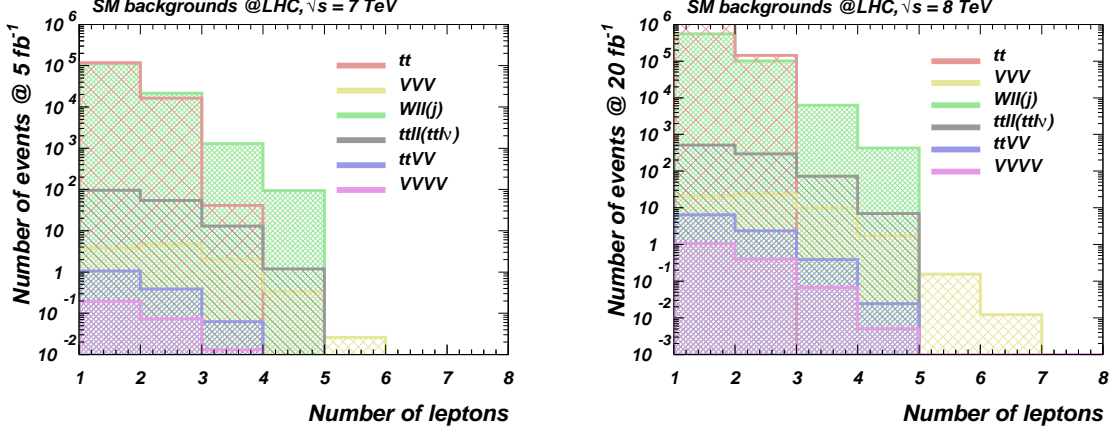 SM backgrounds @LHC, √s = 7 TeV
Number of events @ 5 fb-1
10 6
10 5
10 4
10 3
10 2
10
1
10 -1
10 -2
1 2 3 4 5 6 7 8
Number of leptons
tt
VVV
Wll(j)
ttll(ttlν)
ttVV
VVVV
SM backgrounds @LHC, √s = 8 TeV
Number of events @ 20 fb-1
10 6
10 5
10 4
10 3
10 2
10
1
10 -1
10 -2
10 -3
1 2 3 4 5 6 7 8
Number of leptons
tt
VVV
Wll(j)
ttll(ttlν)
ttVV
VVVV